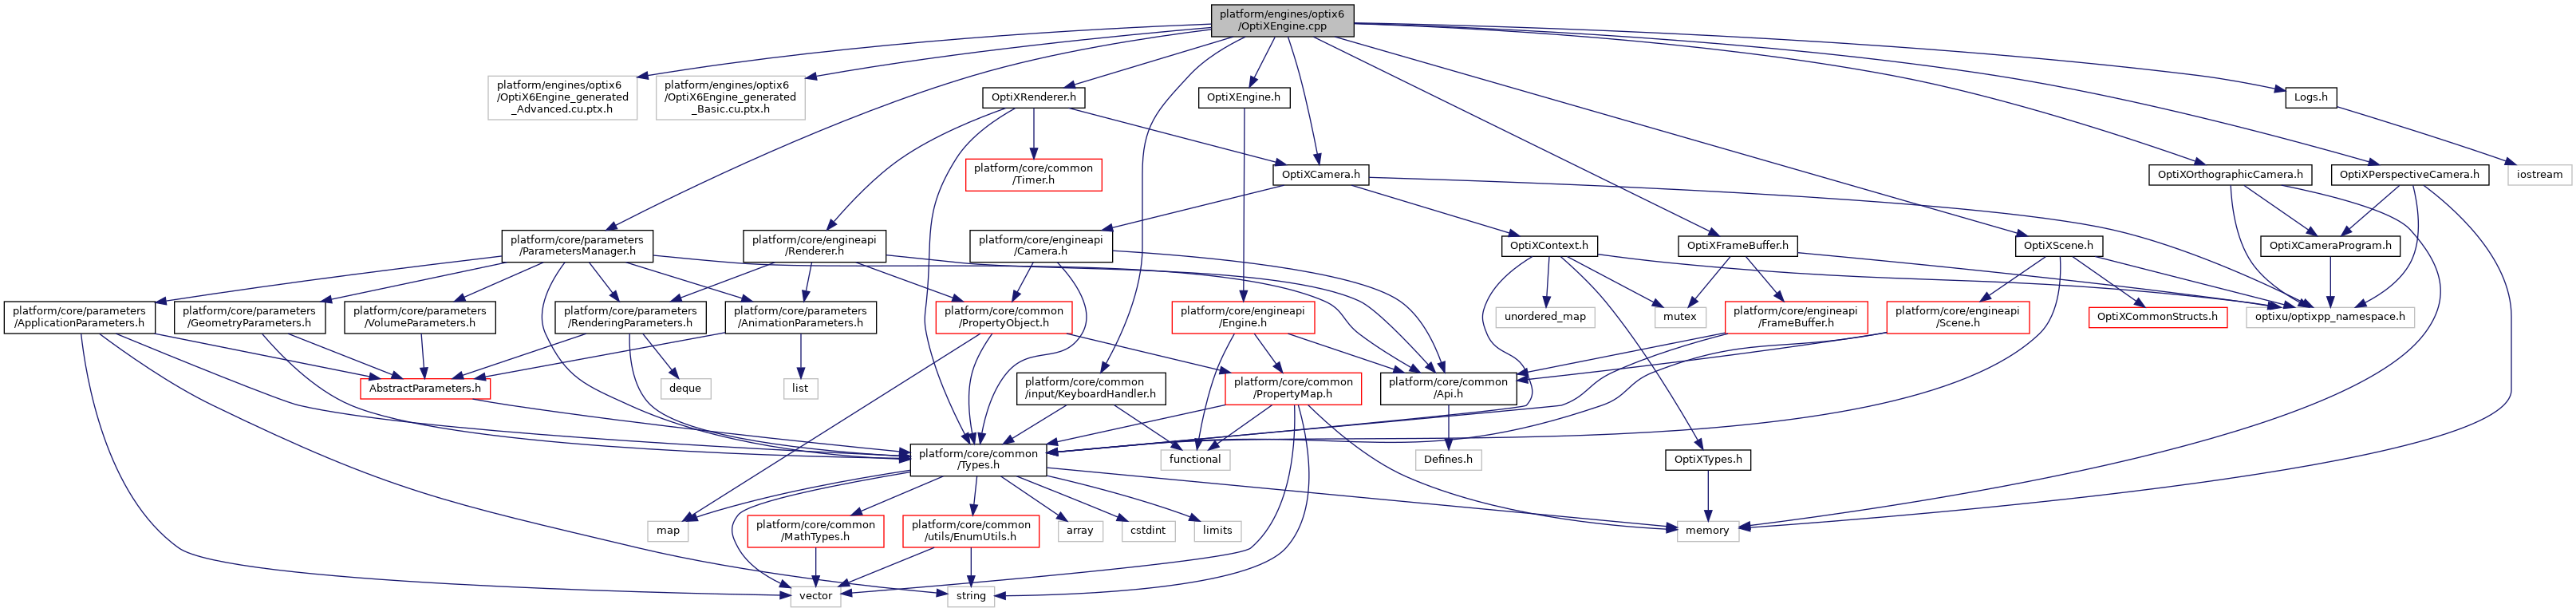 platform/engines/optix6
/OptiXEngine.cpp
platform/engines/optix6
/OptiX6Engine_generated
_Advanced.cu.ptx.h
platform/engines/optix6
/OptiX6Engine_generated
_Basic.cu.ptx.h
OptiXRenderer.h
OptiXEngine.h
Logs.h
platform/core/common
/Timer.h
OptiXCamera.h
OptiXOrthographicCamera.h
OptiXPerspectiveCamera.h
iostream
platform/core/parameters
/ParametersManager.h
platform/core/engineapi
/Renderer.h
platform/core/engineapi
/Camera.h
OptiXContext.h
OptiXFrameBuffer.h
OptiXScene.h
OptiXCameraProgram.h
platform/core/parameters
/ApplicationParameters.h
platform/core/parameters
/GeometryParameters.h
platform/core/parameters
/VolumeParameters.h
platform/core/parameters
/RenderingParameters.h
platform/core/parameters
/AnimationParameters.h
platform/core/common
/PropertyObject.h
platform/core/engineapi
/Engine.h
unordered_map
mutex
platform/core/engineapi
/FrameBuffer.h
platform/core/engineapi
/Scene.h
OptiXCommonStructs.h
optixu/optixpp_namespace.h
AbstractParameters.h
deque
list
platform/core/common
/input/KeyboardHandler.h
platform/core/common
/PropertyMap.h
platform/core/common
/Api.h
platform/core/common
/Types.h
functional
Defines.h
OptiXTypes.h
map
platform/core/common
/MathTypes.h
platform/core/common
/utils/EnumUtils.h
array
cstdint
limits
memory
vector
string